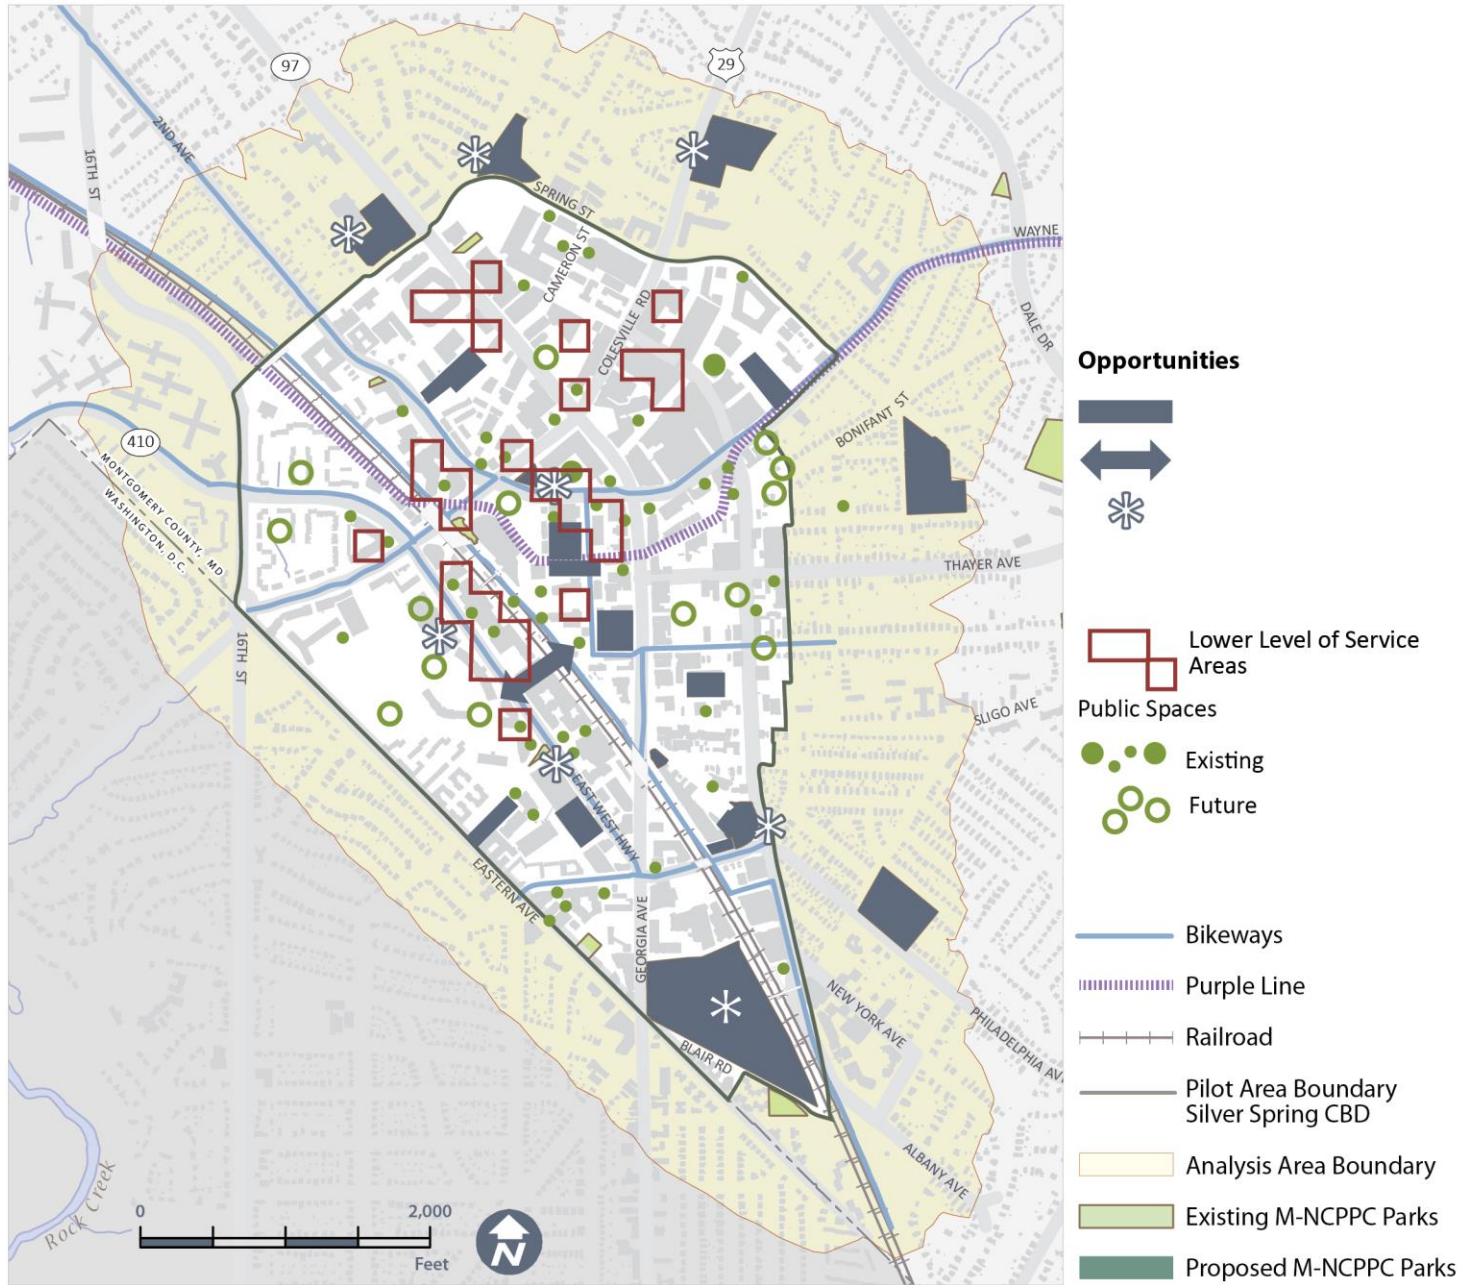 97
29
2ND AVE
16TH ST
SPRING ST
CAMERON ST
COLESVILLE RD
WAYNE
DALE DR
BONIFANT ST
410
MONTGOMERY COUNTY, MD
WASHINGTON, D.C.
THAYER AVE
16TH ST
SLIGO AVE
EAST WEST HWY
EASTERN AVE
GEORGIA AVE
NEW YORK AVE
PHILADELPHIA AV
BLAIR RD
ALBANY AVE
Rock Creek
0
2,000
Feet
N
Opportunities
Lower Level of Service
Areas
Public Spaces
Existing
Future
Bikeways
Purple Line
Railroad
Pilot Area Boundary
Silver Spring CBD
Analysis Area Boundary
Existing M-NCPPC Parks
Proposed M-NCPPC Parks